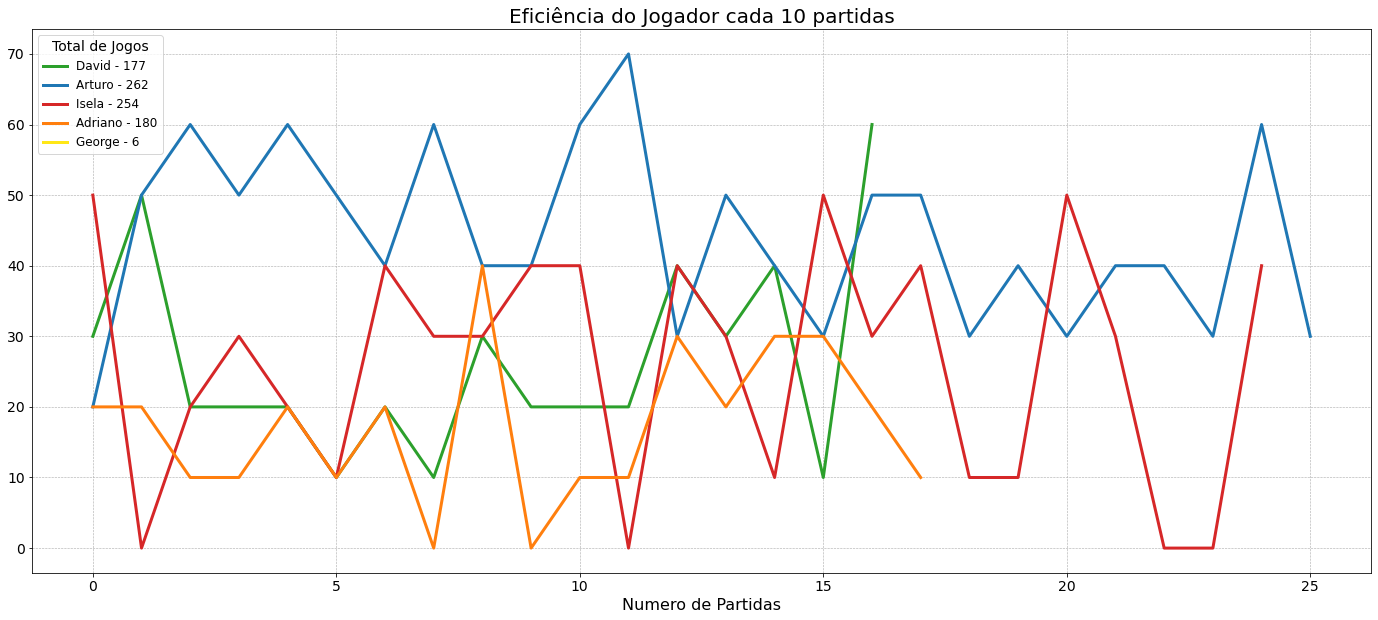 Eficiência do Jogador cada 10 partidas
Total de Jogos
David - 177
Arturo - 262
Isela - 254
Adriano - 180
George - 6
70
60
50
40
30
20
10
0
0 5 10 15 20 25
Numero de Partidas